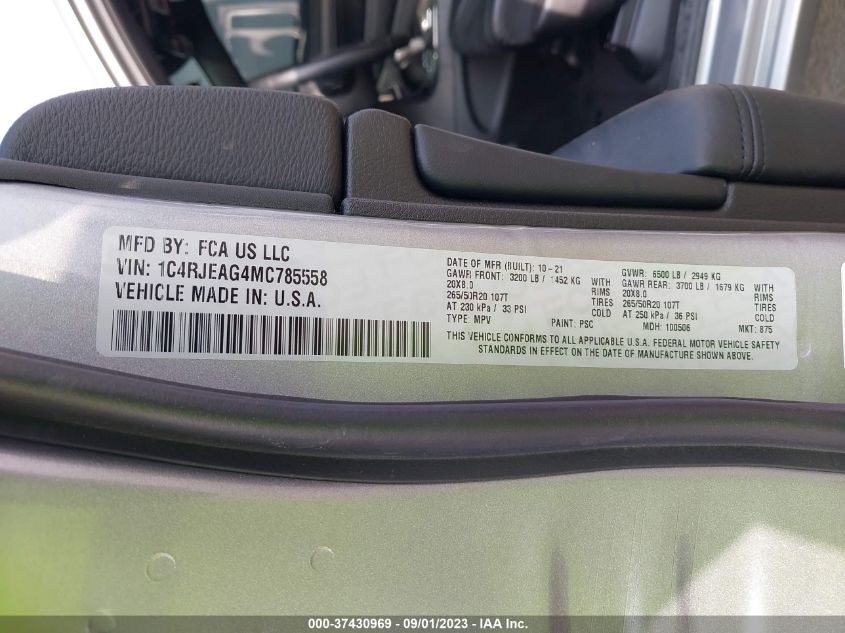 MFD BY: FCA US LLC
VIN: 1C4RJEAG4MC785558
VEHICLE MADE IN: U.S.A.
DATE OF MFR (BUILT): 10-21
GVWR: 6500 LB / 2949 KG
GAWR FRONT: 3200 LB / 1452 KG WITH
GAWR REAR: 3700 LB / 1679 KG WITH
20X8.0 RIMS
20X8.0 RIMS
265/50R20 107T TIRES
265/50R20 107T TIRES
AT 230 kPa / 33 PSI COLD
AT 250 kPa / 36 PSI COLD
TYPE: MPV PAINT: PSC MDH: 100506 MKT: 875
THIS VEHICLE CONFORMS TO ALL APPLICABLE U.S.A. FEDERAL MOTOR VEHICLE SAFETY
STANDARDS IN EFFECT ON THE DATE OF MANUFACTURE SHOWN ABOVE.
000-37430969 - 09/01/2023 - IAA Inc.